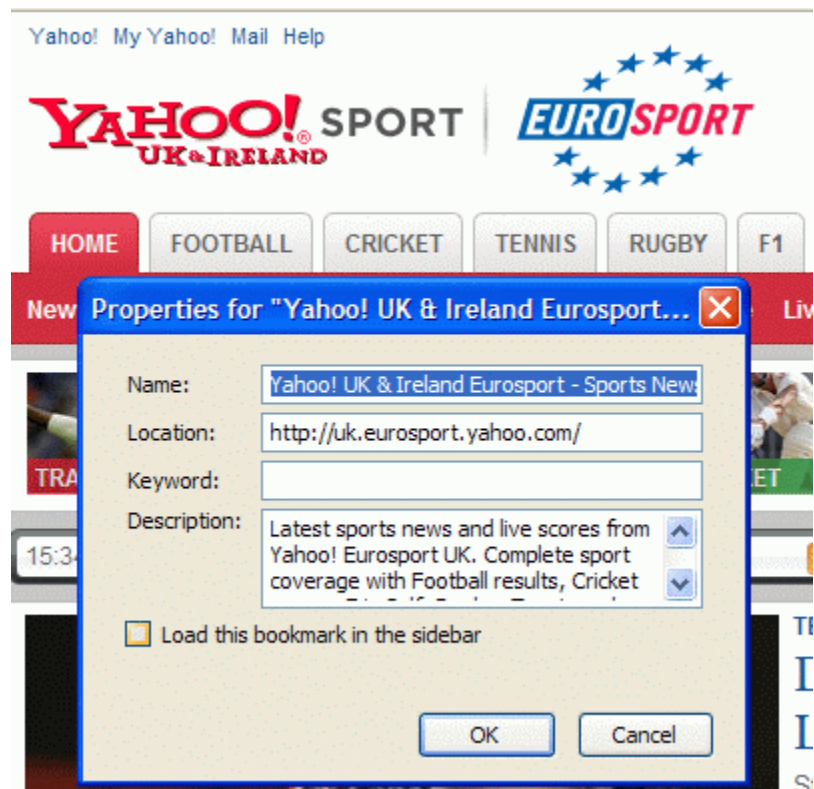 Yahoo! My Yahoo! Mail Help
YAHOO!® SPORT
UK & IRELAND
EUROSPORT
HOME FOOTBALL CRICKET TENNIS RUGBY F1
New
Liv
Properties for "Yahoo! UK & Ireland Eurosport...
Name: Yahoo! UK & Ireland Eurosport - Sports News
Location: http://uk.eurosport.yahoo.com/
Keyword:
Description: Latest sports news and live scores from
Yahoo! Eurosport UK. Complete sport
coverage with Football results, Cricket
TRA
ET
15:34
Load this bookmark in the sidebar
TE
D
L
St
OK Cancel